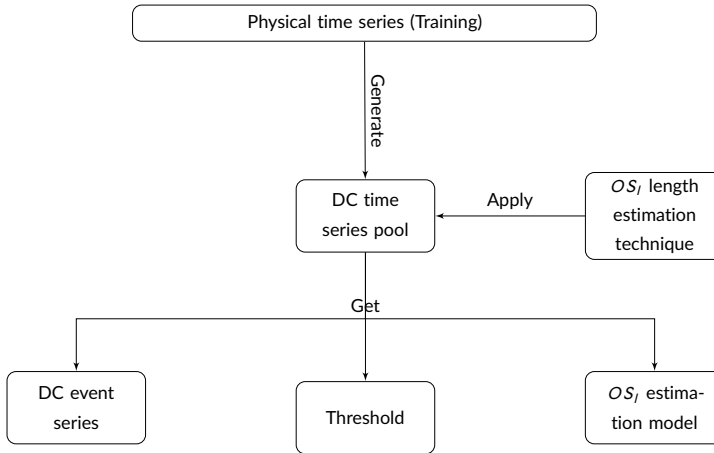 Physical time series (Training)
Generate
DC time
series pool
Apply
OS_l length
estimation
technique
Get
DC event
series
Threshold
OS_l estima-
tion model